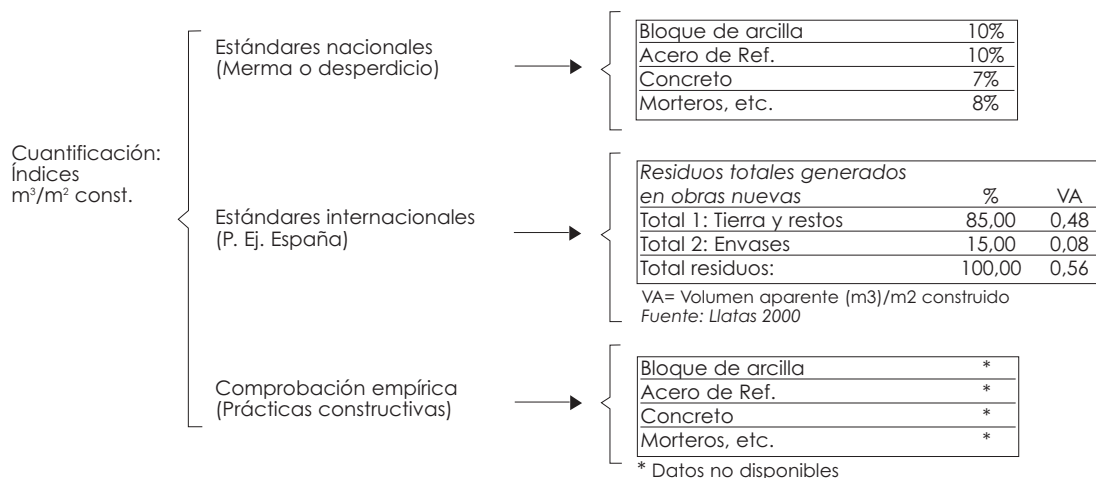 Cuantificación:
Índices
m³/m² const.
Estándares nacionales
(Merma o desperdicio)
Bloque de arcilla 10%
Acero de Ref. 10%
Concreto 7%
Morteros, etc. 8%
Estándares internacionales
(P. Ej. España)
Residuos totales generados
en obras nuevas % VA
Total 1: Tierra y restos 85,00 0,48
Total 2: Envases 15,00 0,08
Total residuos: 100,00 0,56
VA= Volumen aparente (m3)/m2 construido
Fuente: Llatas 2000
Comprobación empírica
(Prácticas constructivas)
Bloque de arcilla *
Acero de Ref. *
Concreto *
Morteros, etc. *
* Datos no disponibles